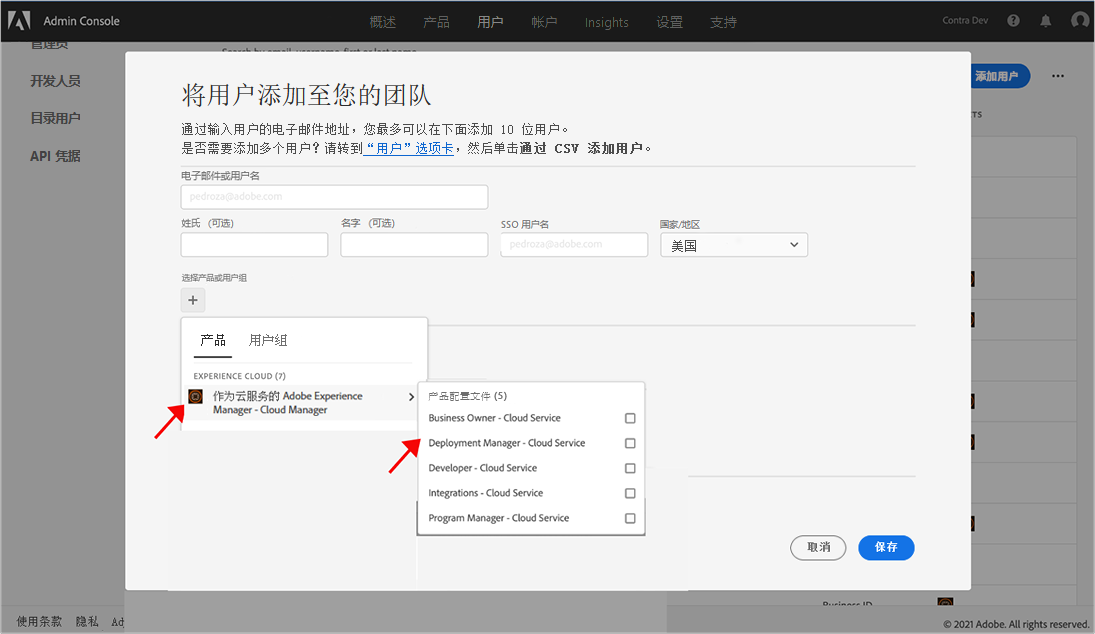 Admin Console
概述 产品 用户 帐户 Insights 设置 支持
Contra Dev
管理员
开发人员
目录用户
API 凭据
添加用户
TS
将用户添加至您的团队
通过输入用户的电子邮件地址，您最多可以在下面添加 10 位用户。
是否需要添加多个用户？请转到“用户”选项卡，然后单击通过 CSV 添加用户。
电子邮件或用户名
pedroza@adobe.com
姓氏 (可选) 名字 (可选) SSO 用户名 国家/地区
pedroza@adobe.com 美国
选择产品或用户组
+
产品 用户组
EXPERIENCE CLOUD (7)
作为云服务的 Adobe Experience
Manager - Cloud Manager
产品配置文件 (5)
Business Owner - Cloud Service
Deployment Manager - Cloud Service
Developer - Cloud Service
Integrations - Cloud Service
Program Manager - Cloud Service
取消 保存
Business ID
使用条款 隐私
© 2021 Adobe. All rights reserved.